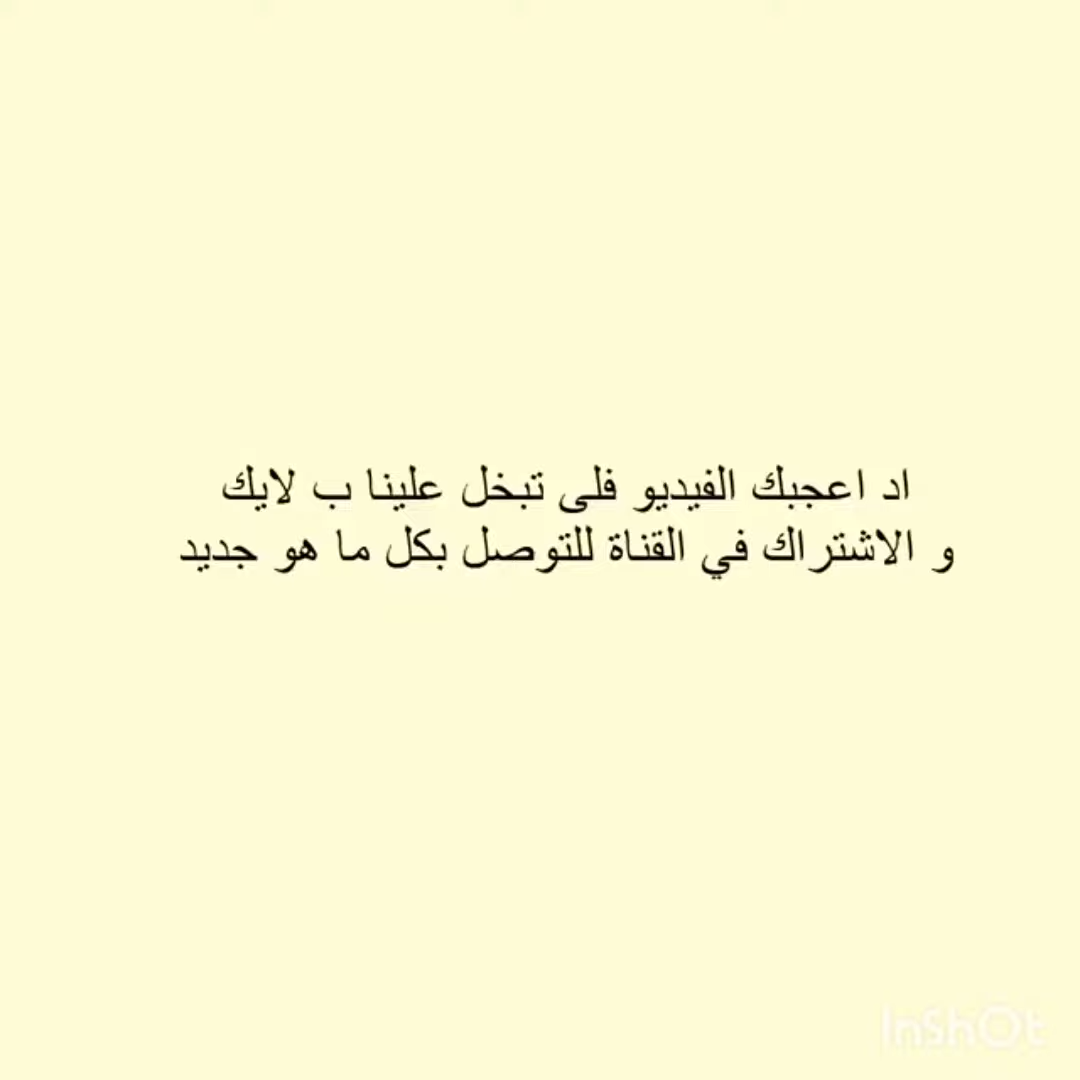 اد اعجبك الفيديو فلى تبخل علينا ب لايك
و الاشتراك في القناة للتوصل بكل ما هو جديد
InShOt